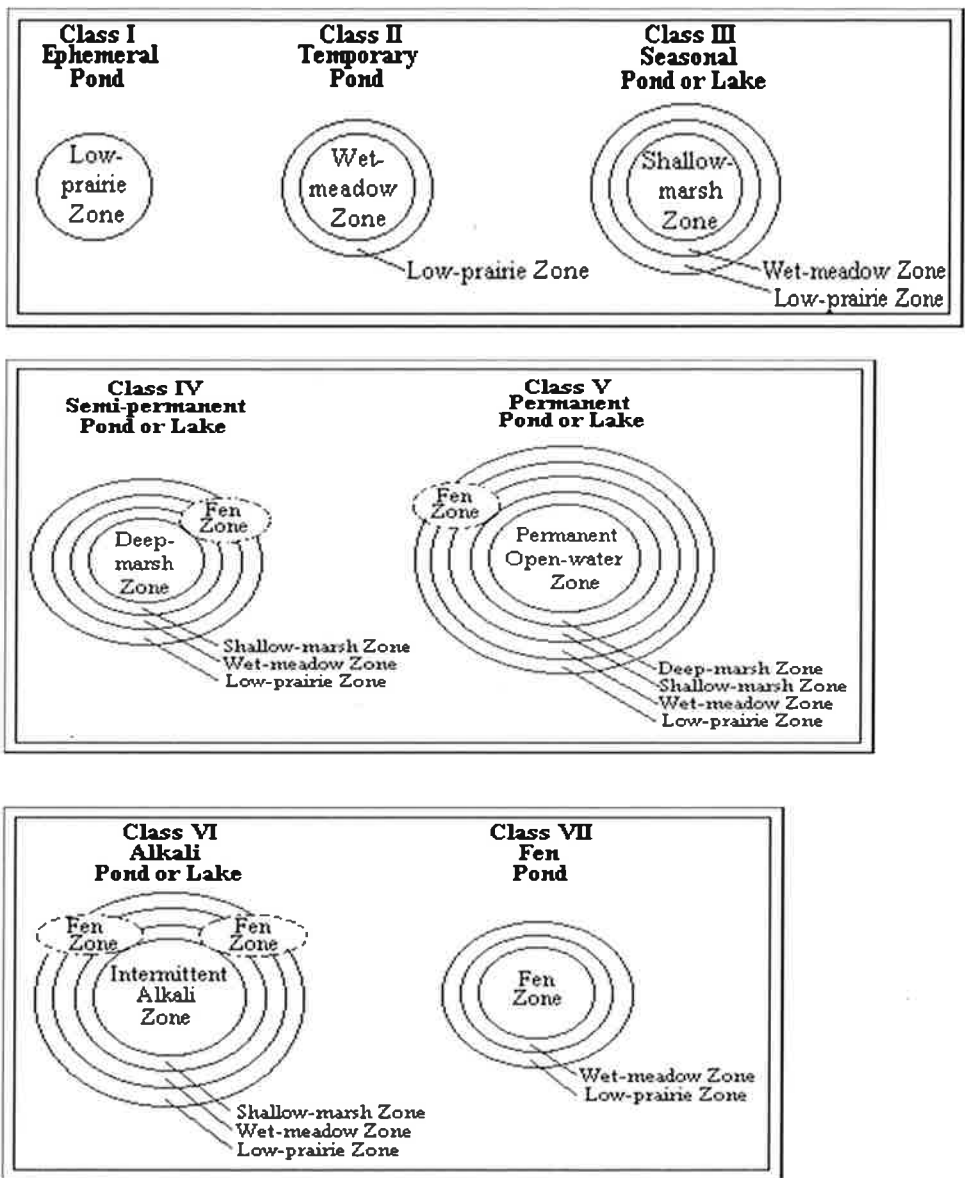 Class I
Ephemeral
Pond
Low-
prairie
Zone
Class II
Temporary
Pond
Wet-
meadow
Zone
Low-prairie Zone
Class III
Seasonal
Pond or Lake
Shallow-
marsh
Zone
Wet-meadow Zone
Low-prairie Zone
Class IV
Semi-permanent
Pond or Lake
Fen
Zone
Deep-
marsh
Zone
Shallow-marsh Zone
Wet-meadow Zone
Low-prairie Zone
Class V
Permanent
Pond or Lake
Fen
Zone
Permanent
Open-water
Zone
Deep-marsh Zone
Shallow-marsh Zone
Wet-meadow Zone
Low-prairie Zone
Class VI
Alkali
Pond or Lake
Fen
Zone
Fen
Zone
Intermittent
Alkali
Zone
Shallow-marsh Zone
Wet-meadow Zone
Low-prairie Zone
Class VII
Fen
Pond
Fen
Zone
Wet-meadow Zone
Low-prairie Zone